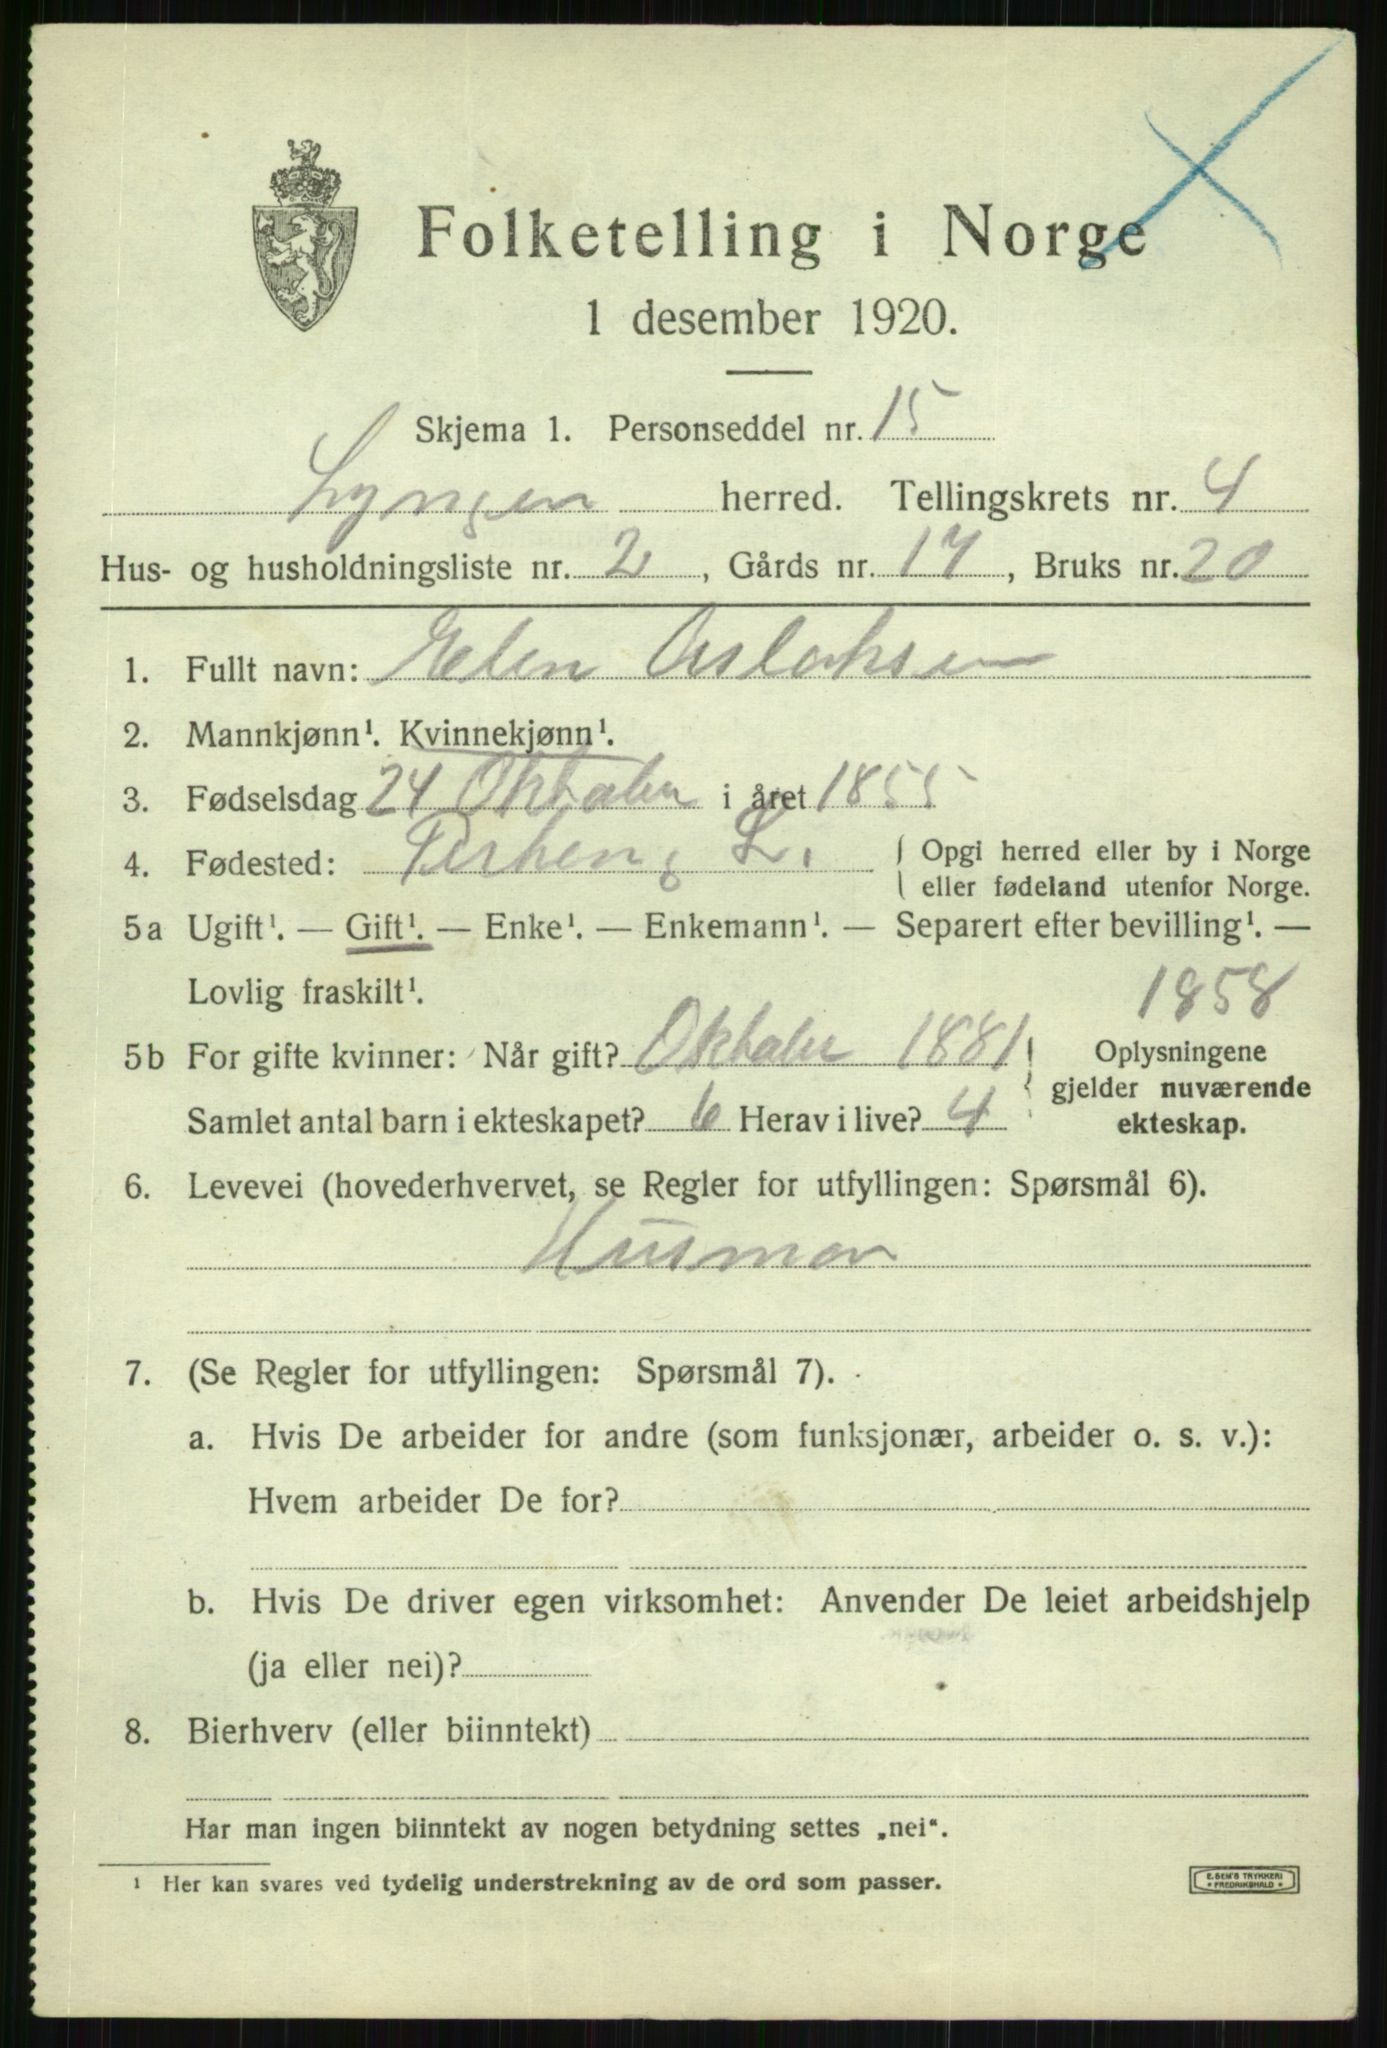 Folketelling i Norge
1 desember 1920.
Skjema 1. Personseddel nr. 15
Lyngen herred. Tellingskrets nr. 4
Hus- og husholdningsliste nr. 2, Gårds nr. 17, Bruks nr. 20
1. Fullt navn: Elen Aslaksen
2. Mannkjønn¹. Kvinnekjønn¹.
3. Fødselsdag 24 Oktober i året 1855
4. Fødested: L. { Opgi herred eller by i Norge
eller fødeland utenfor Norge.
5a Ugift¹. — Gift¹. — Enke¹. — Enkemann¹. — Separert efter bevilling¹. —
Lovlig fraskilt¹.
1858
5b For gifte kvinner: Når gift? Oktober 1881 } Oplysningene
gjelder nuværende
Samlet antal barn i ekteskapet? 6 Herav i live? 4
ekteskap.
6. Levevei (hovederhvervet, se Regler for utfyllingen: Spørsmål 6).
Husmor
7. (Se Regler for utfyllingen: Spørsmål 7).
a. Hvis De arbeider for andre (som funksjonær, arbeider o. s. v.):
Hvem arbeider De for?
b. Hvis De driver egen virksomhet: Anvender De leiet arbeidshjelp
(ja eller nei)?
8. Bierhverv (eller biinntekt)
Har man ingen biinntekt av nogen betydning settes „nei“.
¹ Her kan svares ved tydelig understrekning av de ord som passer.
E. SEM'S TRYKKERI
* FREDRIKSHALD *